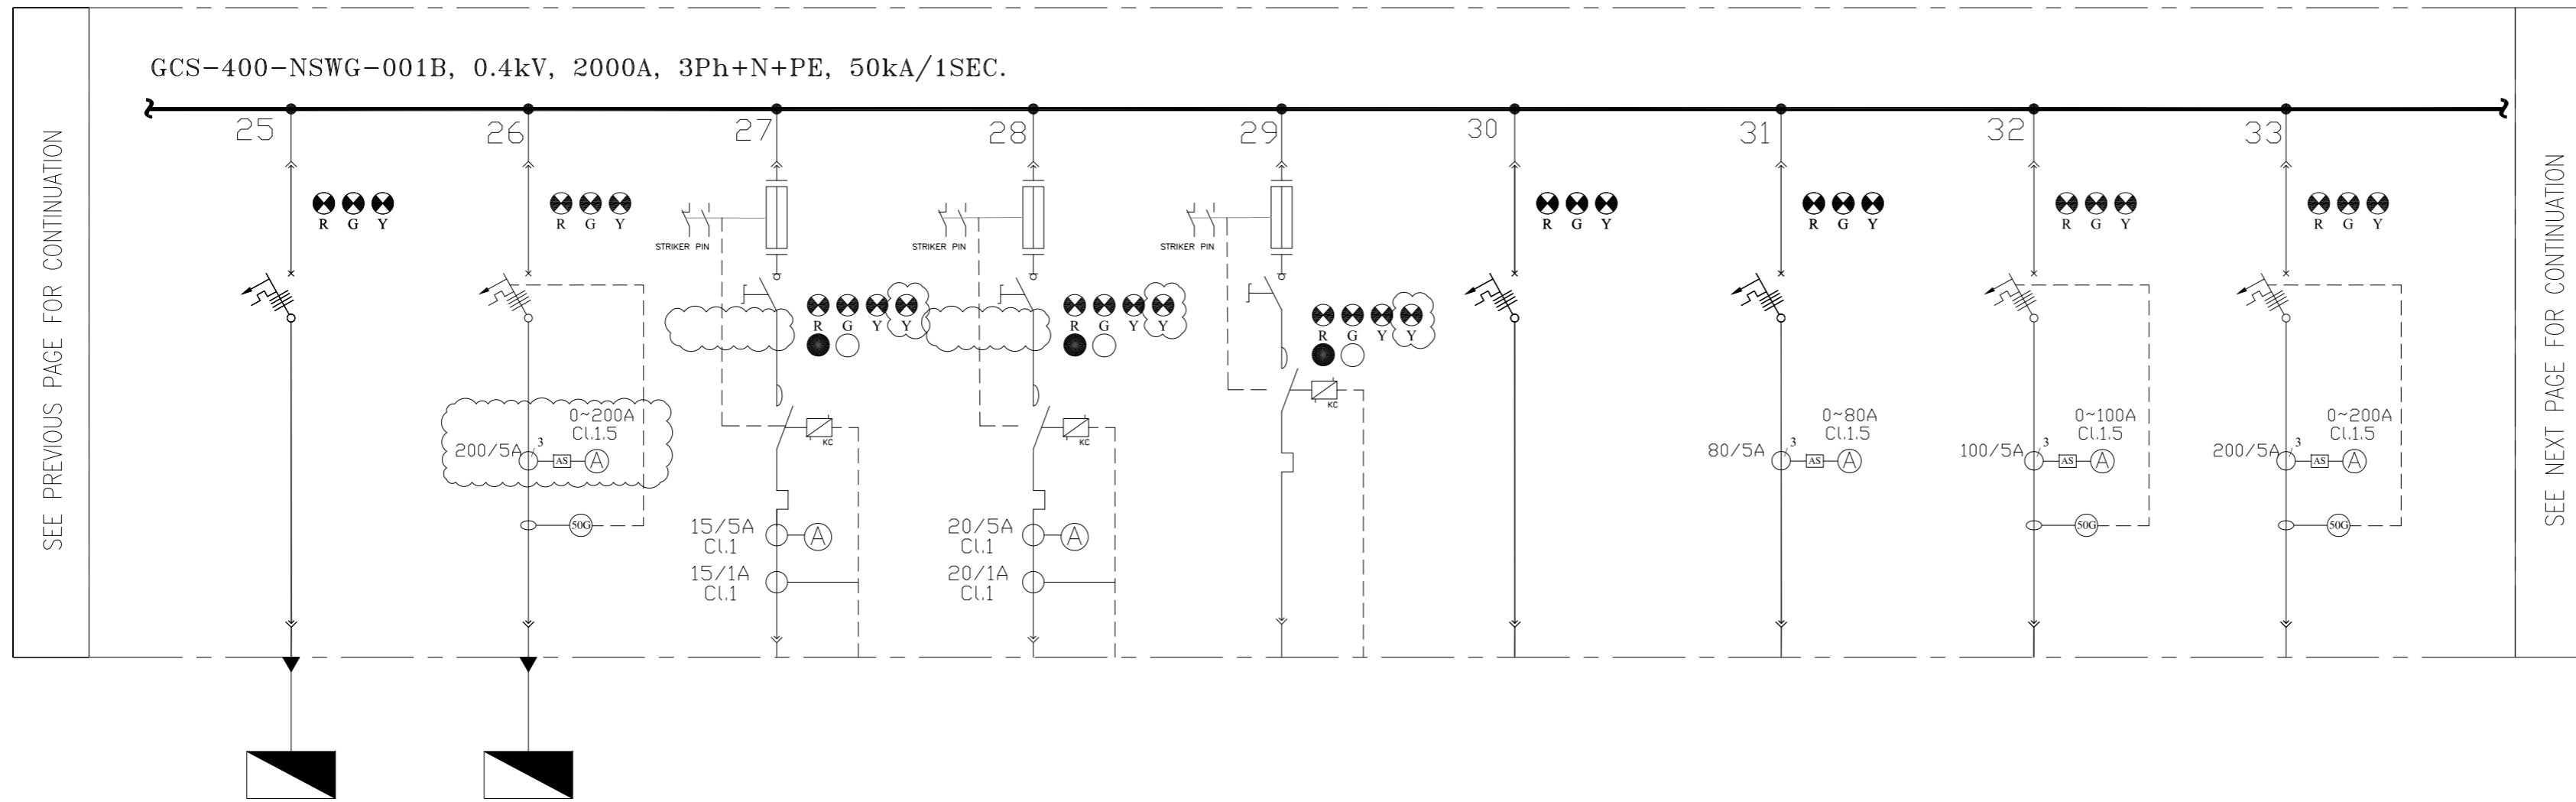 GCS-400-NSWG-001B, 0.4kV, 2000A, 3Ph+N+PE, 50kA/1SEC.
SEE PREVIOUS PAGE FOR CONTINUATION
25
R G Y
26
R G Y
0~200A
Cl.1.5
200/5A
3
AS
A
50G
27
STRIKER PIN
R G Y Y
KC
15/5A
Cl.1
A
15/1A
Cl.1
28
STRIKER PIN
R G Y Y
KC
20/5A
Cl.1
A
20/1A
Cl.1
29
STRIKER PIN
R G Y Y
KC
30
R G Y
31
R G Y
0~80A
Cl.1.5
80/5A
3
AS
A
32
R G Y
0~100A
Cl.1.5
100/5A
3
AS
A
50G
33
R G Y
0~200A
Cl.1.5
200/5A
3
AS
A
50G
SEE NEXT PAGE FOR CONTINUATION